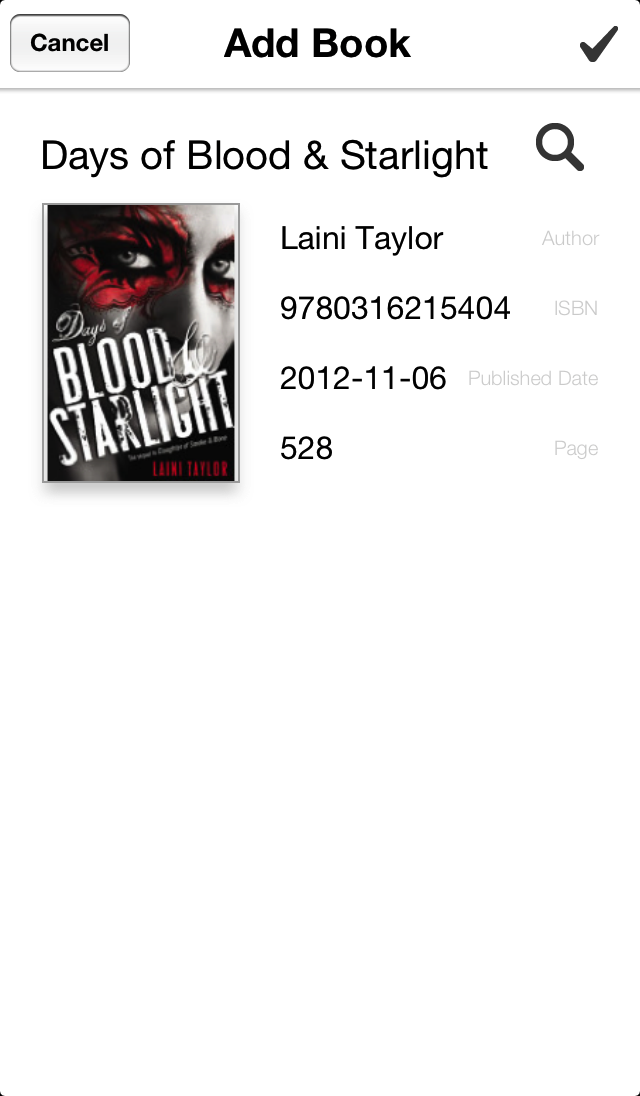 Cancel
Add Book
Days of Blood & Starlight
Days of
BLOOD &
STARLIGHT
The sequel to Daughter of Smoke & Bone
LAINI TAYLOR
Laini Taylor Author
9780316215404 ISBN
2012-11-06 Published Date
528 Page